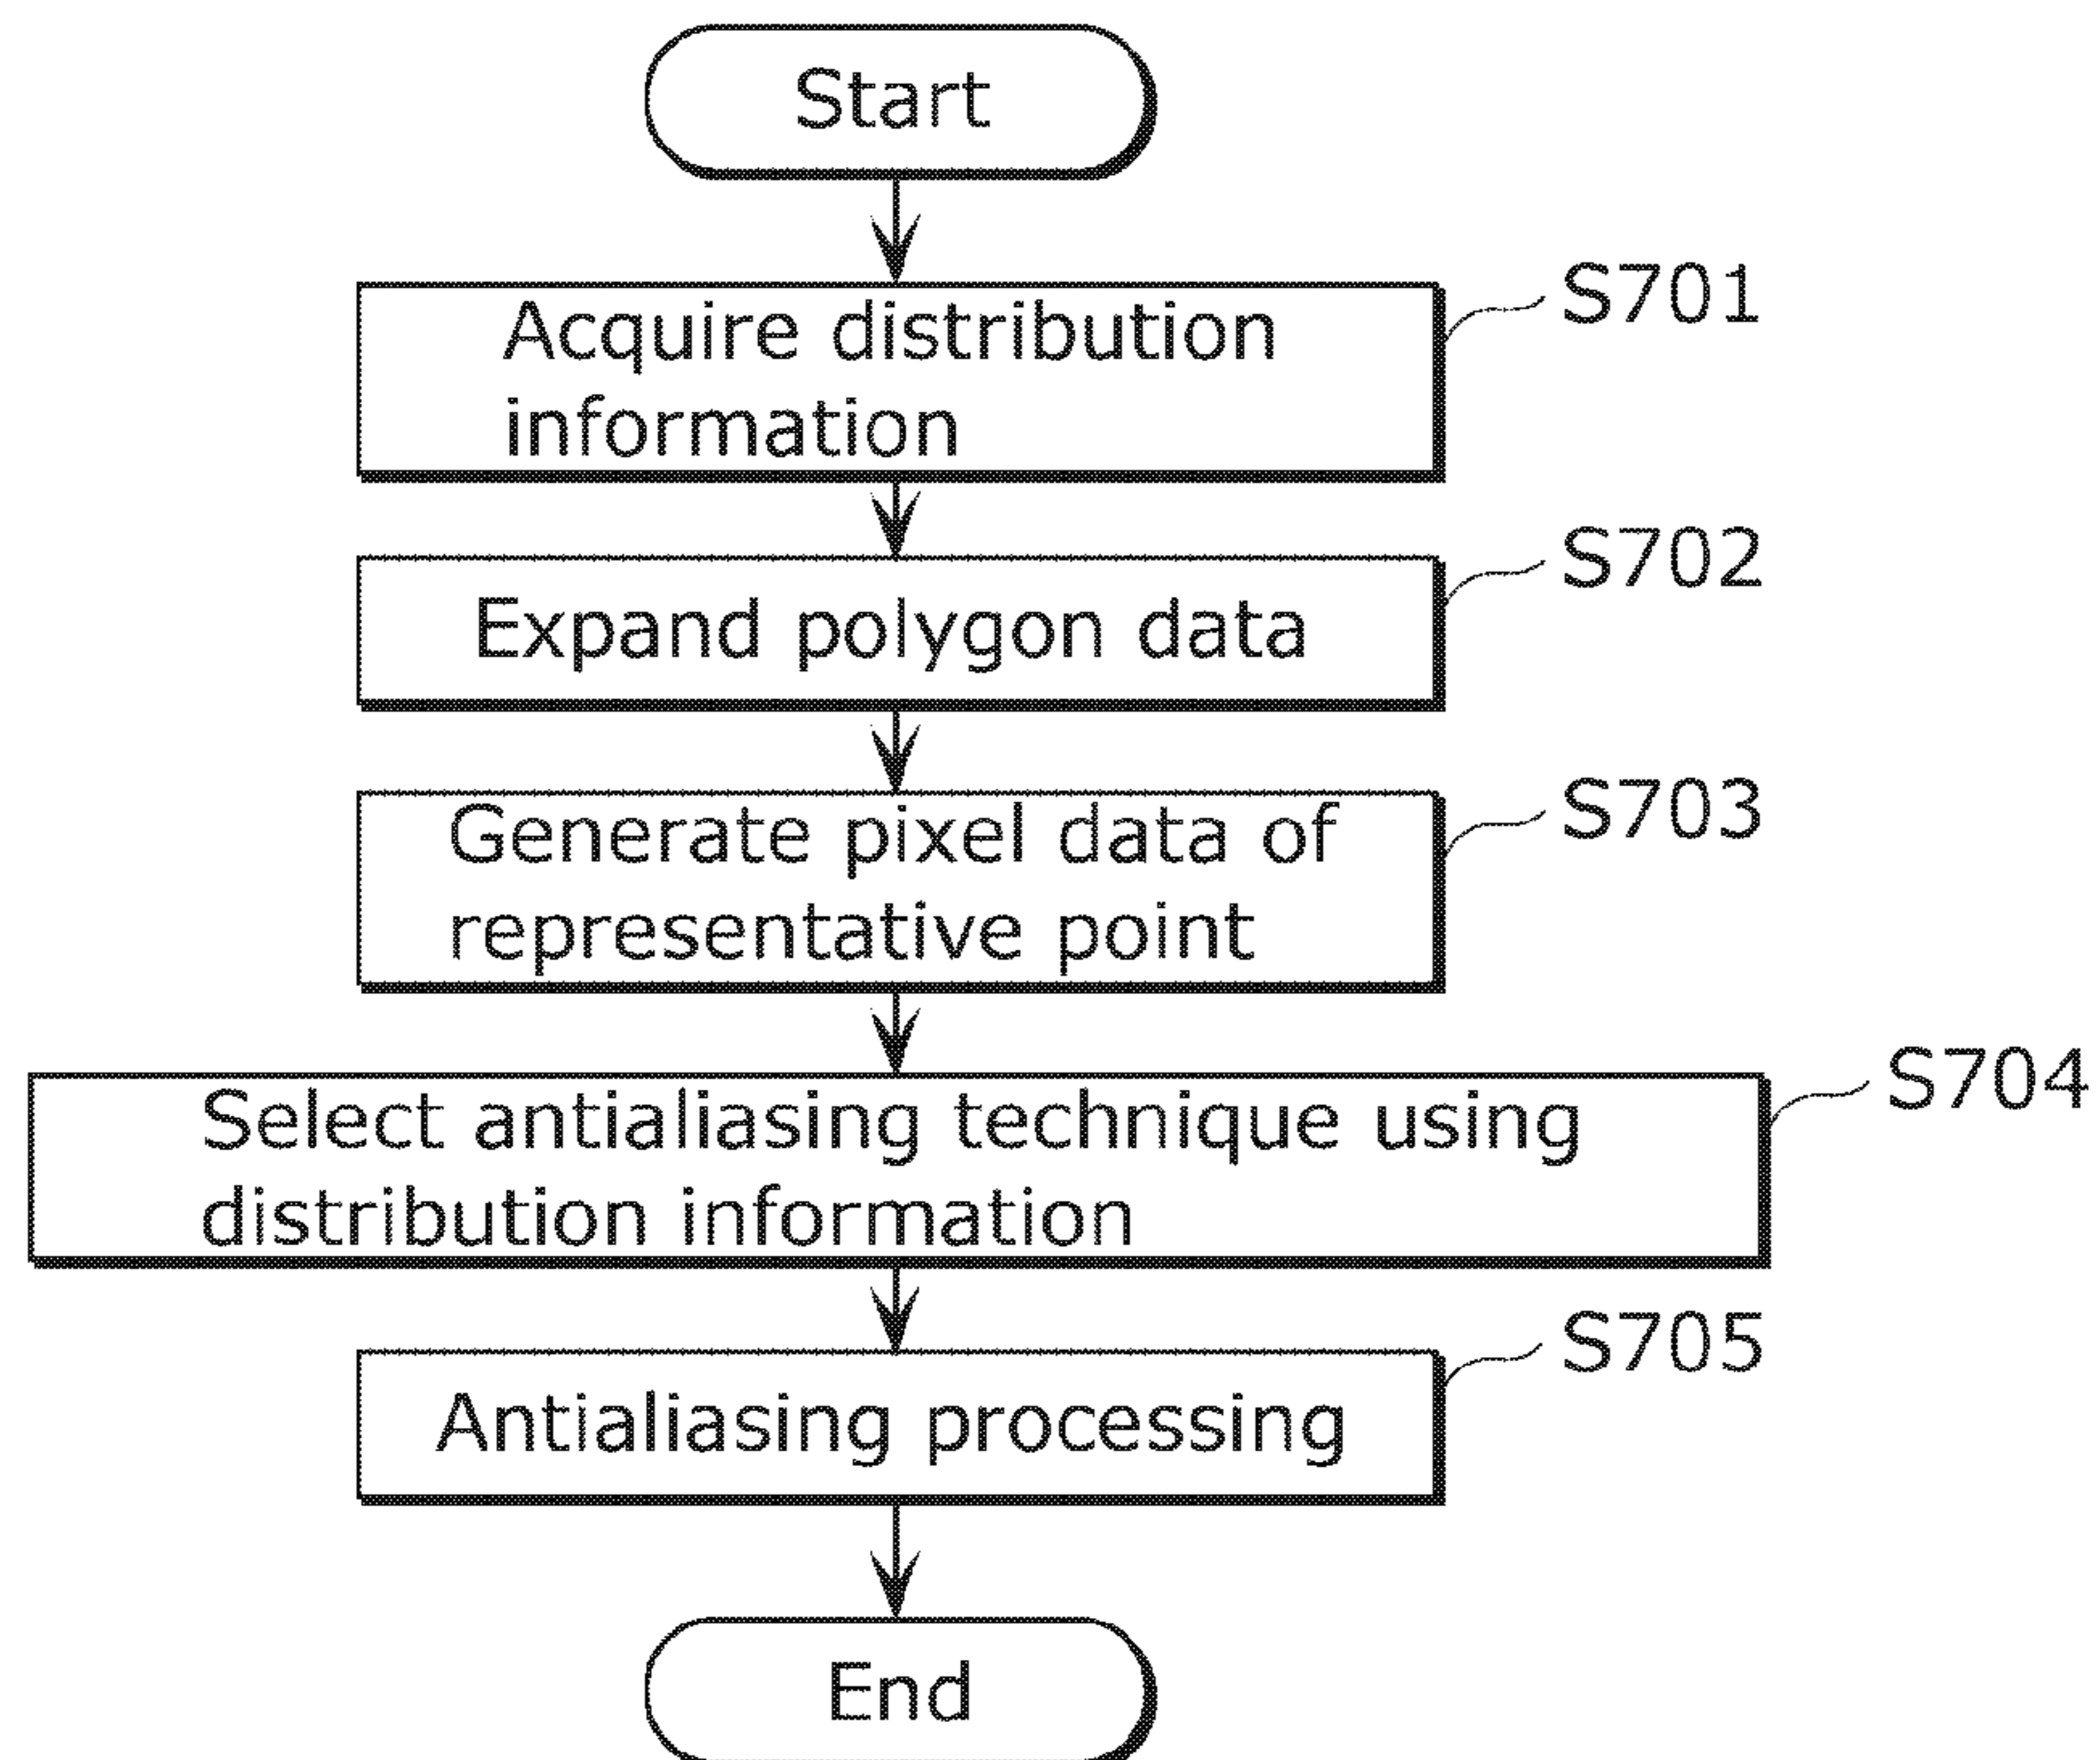 Start
Acquire distribution
information
S701
Expand polygon data
S702
Generate pixel data of
representative point
S703
Select antialiasing technique using
distribution information
S704
Antialiasing processing
S705
End